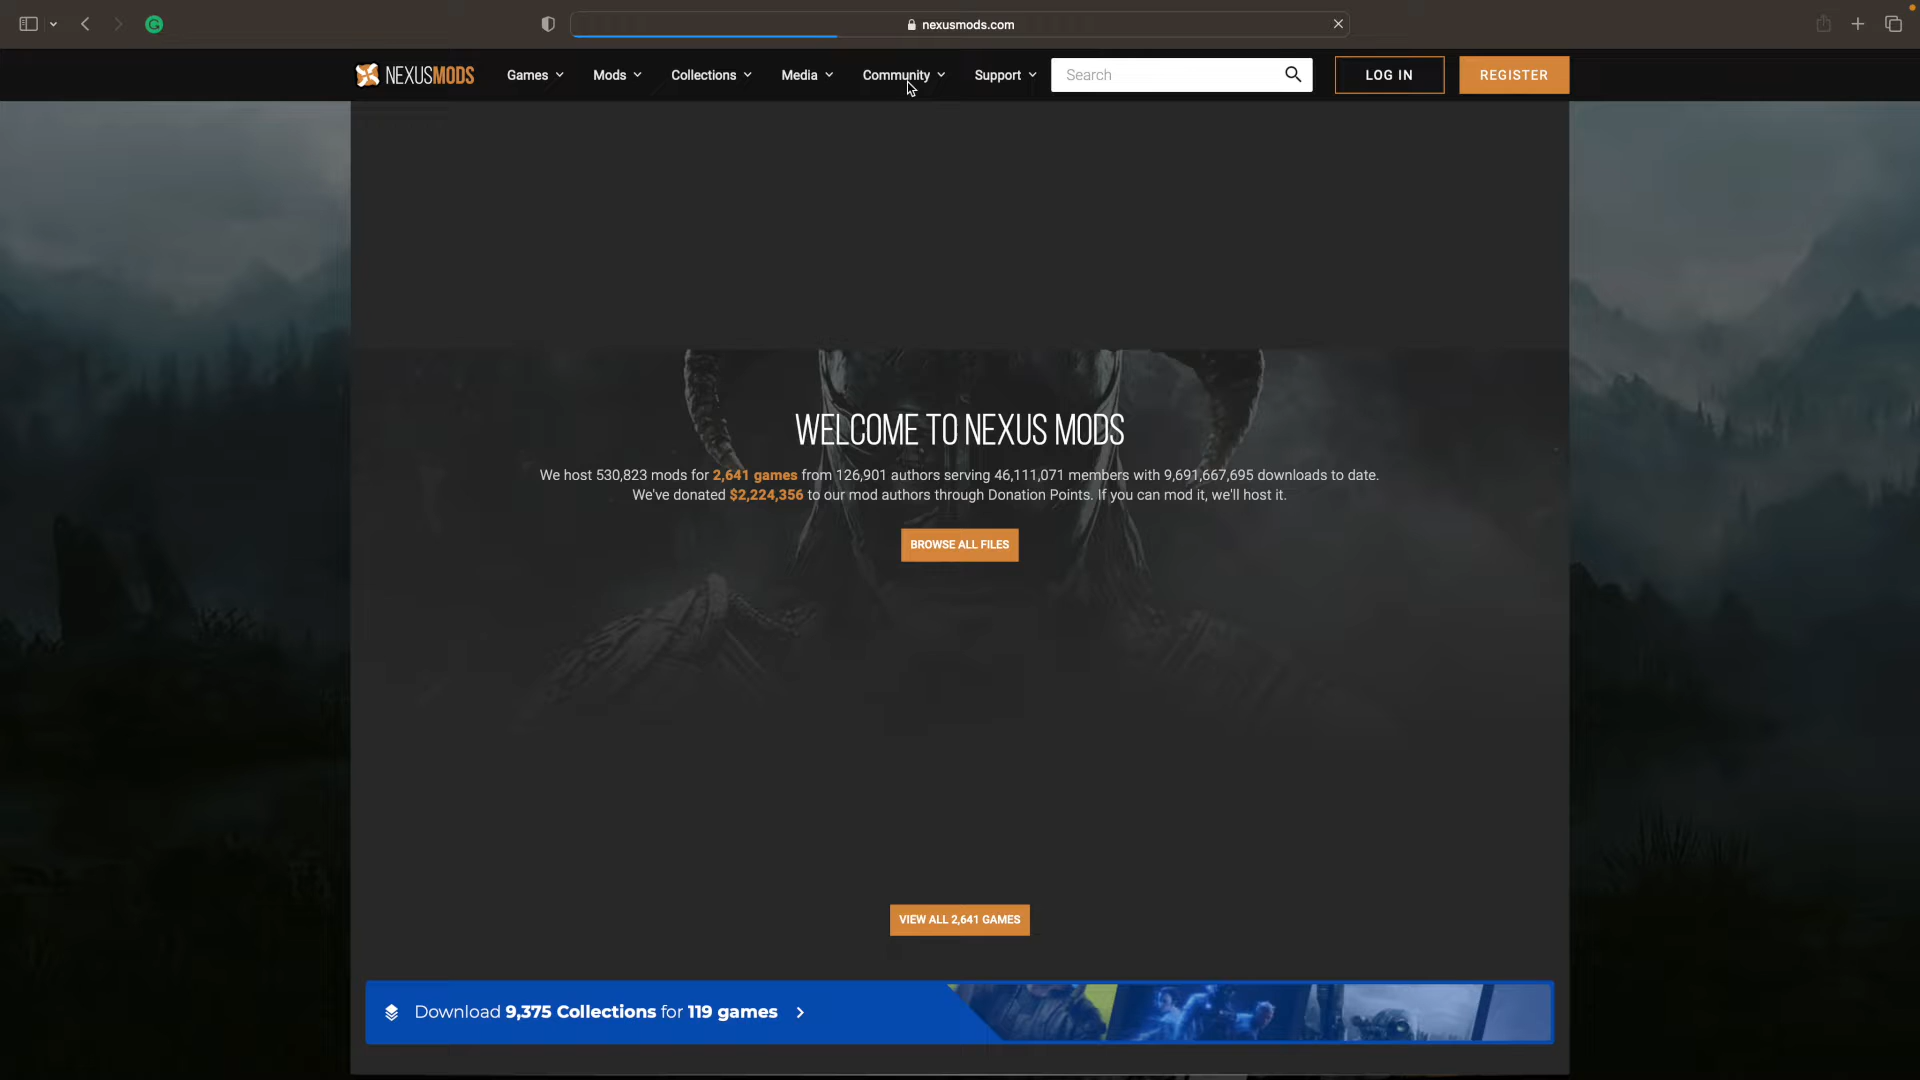 nexusmods.com
NEXUSMODS Games Mods Collections Media Community Support Search LOG IN REGISTER
WELCOME TO NEXUS MODS
We host 530,823 mods for 2,641 games from 126,901 authors serving 46,111,071 members with 9,691,667,695 downloads to date.
We've donated $2,224,356 to our mod authors through Donation Points. If you can mod it, we'll host it.
BROWSE ALL FILES
VIEW ALL 2,641 GAMES
Download 9,375 Collections for 119 games